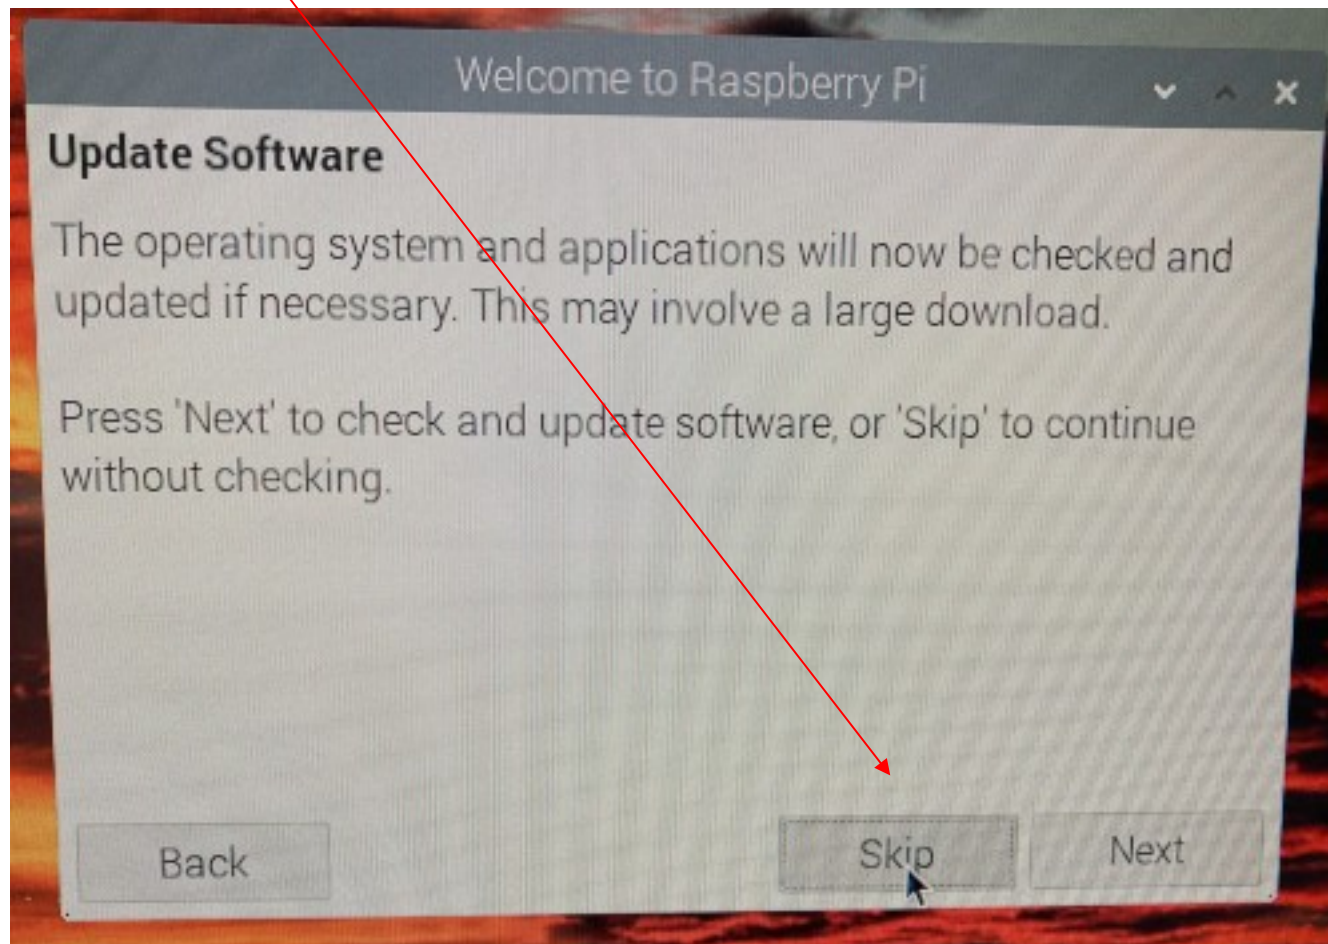 Welcome to Raspberry Pi
Update Software
The operating system and applications will now be checked and
updated if necessary. This may involve a large download.
Press 'Next' to check and update software, or 'Skip' to continue
without checking.
Back
Skip
Next